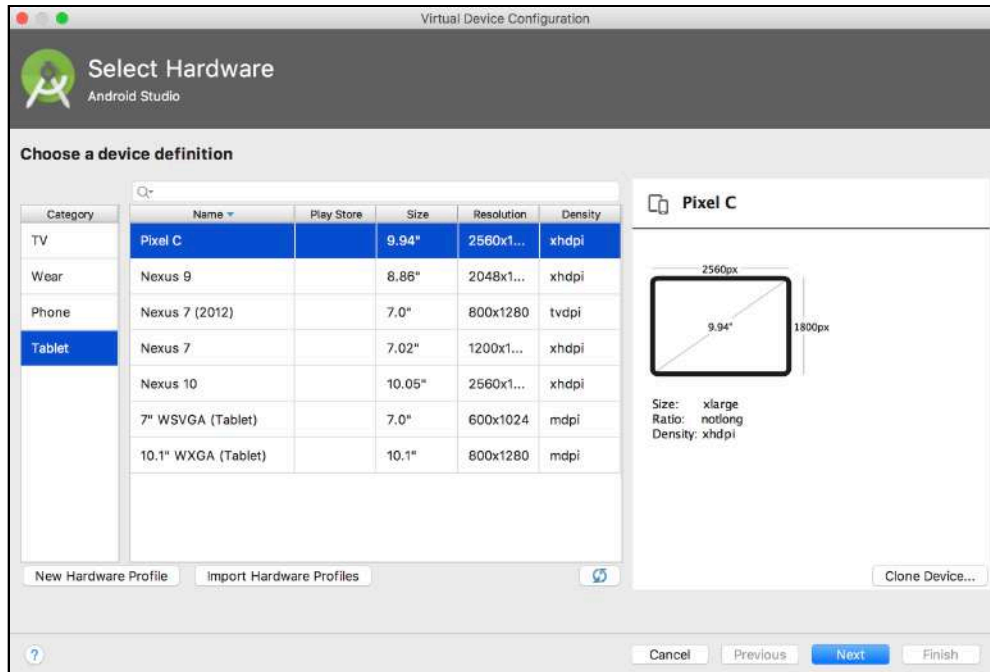 Virtual Device Configuration
Select Hardware
Android Studio
Choose a device definition
Category
TV
Wear
Phone
Tablet
Name Play Store Size Resolution Density
Pixel C 9.94" 2560x1... xhdpi
Nexus 9 8.86" 2048x1... xhdpi
Nexus 7 (2012) 7.0" 800x1280 tvdpi
Nexus 7 7.02" 1200x1... xhdpi
Nexus 10 10.05" 2560x1... xhdpi
7" WSVGA (Tablet) 7.0" 600x1024 mdpi
10.1" WXGA (Tablet) 10.1" 800x1280 mdpi
Pixel C
2560px
9.94"
1800px
Size: xlarge
Ratio: notlong
Density: xhdpi
New Hardware Profile Import Hardware Profiles
Clone Device...
? Cancel Previous Next Finish